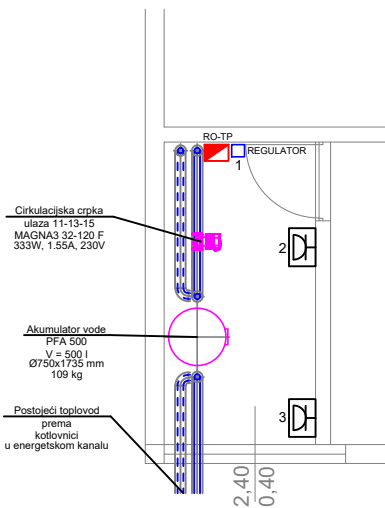 RO-TP
REGULATOR
1
Cirkulacijska crpka
ulaza 11-13-15
MAGNA3 32-120 F
333W, 1.55A, 230V
2
Akumulator vode
PFA 500
V = 500 l
Ø750x1735 mm
109 kg
Postojeći toplovod
prema
kotlovnici
u energetskom kanalu
3
2,40
0,40